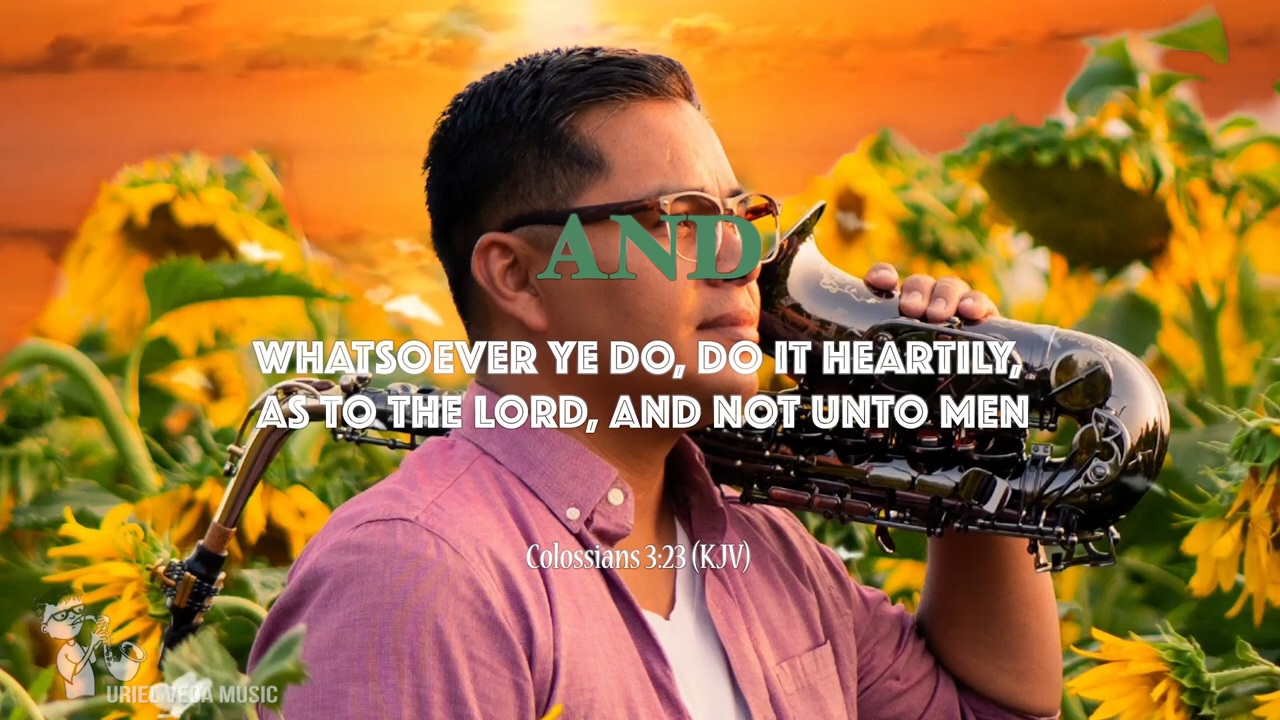 AND
WHATSOEVER YE DO, DO IT HEARTILY,
AS TO THE LORD, AND NOT UNTO MEN
Colossians 3:23 (KJV)
URIEL VEGA MUSIC